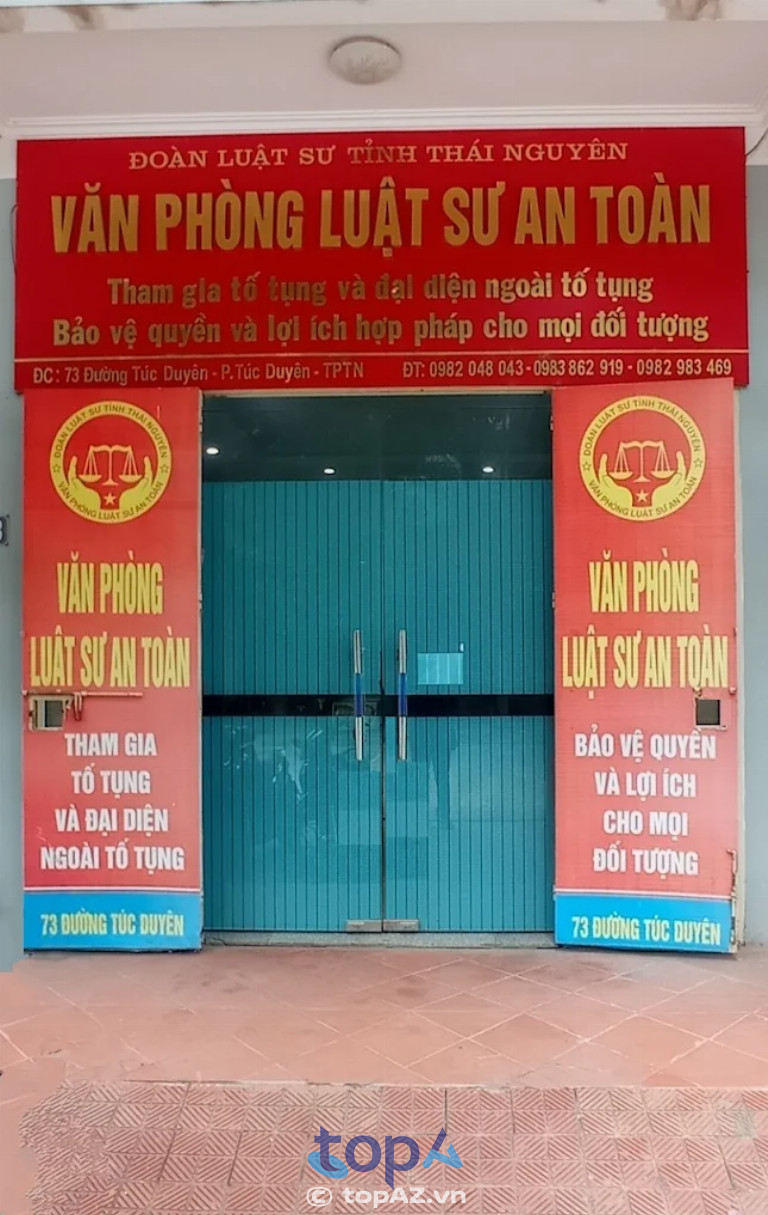 ĐOÀN LUẬT SƯ TỈNH THÁI NGUYÊN
VĂN PHÒNG LUẬT SƯ AN TOÀN
Tham gia tố tụng và đại diện ngoài tố tụng
Bảo vệ quyền và lợi ích hợp pháp cho mọi đối tượng
ĐC: 73 Đường Túc Duyên - P.Túc Duyên - TPTN ĐT: 0982 048 043 - 0983 862 919 - 0982 983 469
ĐOÀN LUẬT SƯ TỈNH THÁI NGUYÊN
VĂN PHÒNG LUẬT SƯ AN TOÀN
VĂN PHÒNG
LUẬT SƯ AN TOÀN
THAM GIA
TỐ TỤNG
VÀ ĐẠI DIỆN
NGOÀI TỐ TỤNG
73 ĐƯỜNG TÚC DUYÊN
ĐOÀN LUẬT SƯ TỈNH THÁI NGUYÊN
VĂN PHÒNG LUẬT SƯ AN TOÀN
VĂN PHÒNG
LUẬT SƯ AN TOÀN
BẢO VỆ QUYỀN
VÀ LỢI ÍCH
CHO MỌI
ĐỐI TƯỢNG
73 ĐƯỜNG TÚC DUYÊN
topA
© topAZ.vn